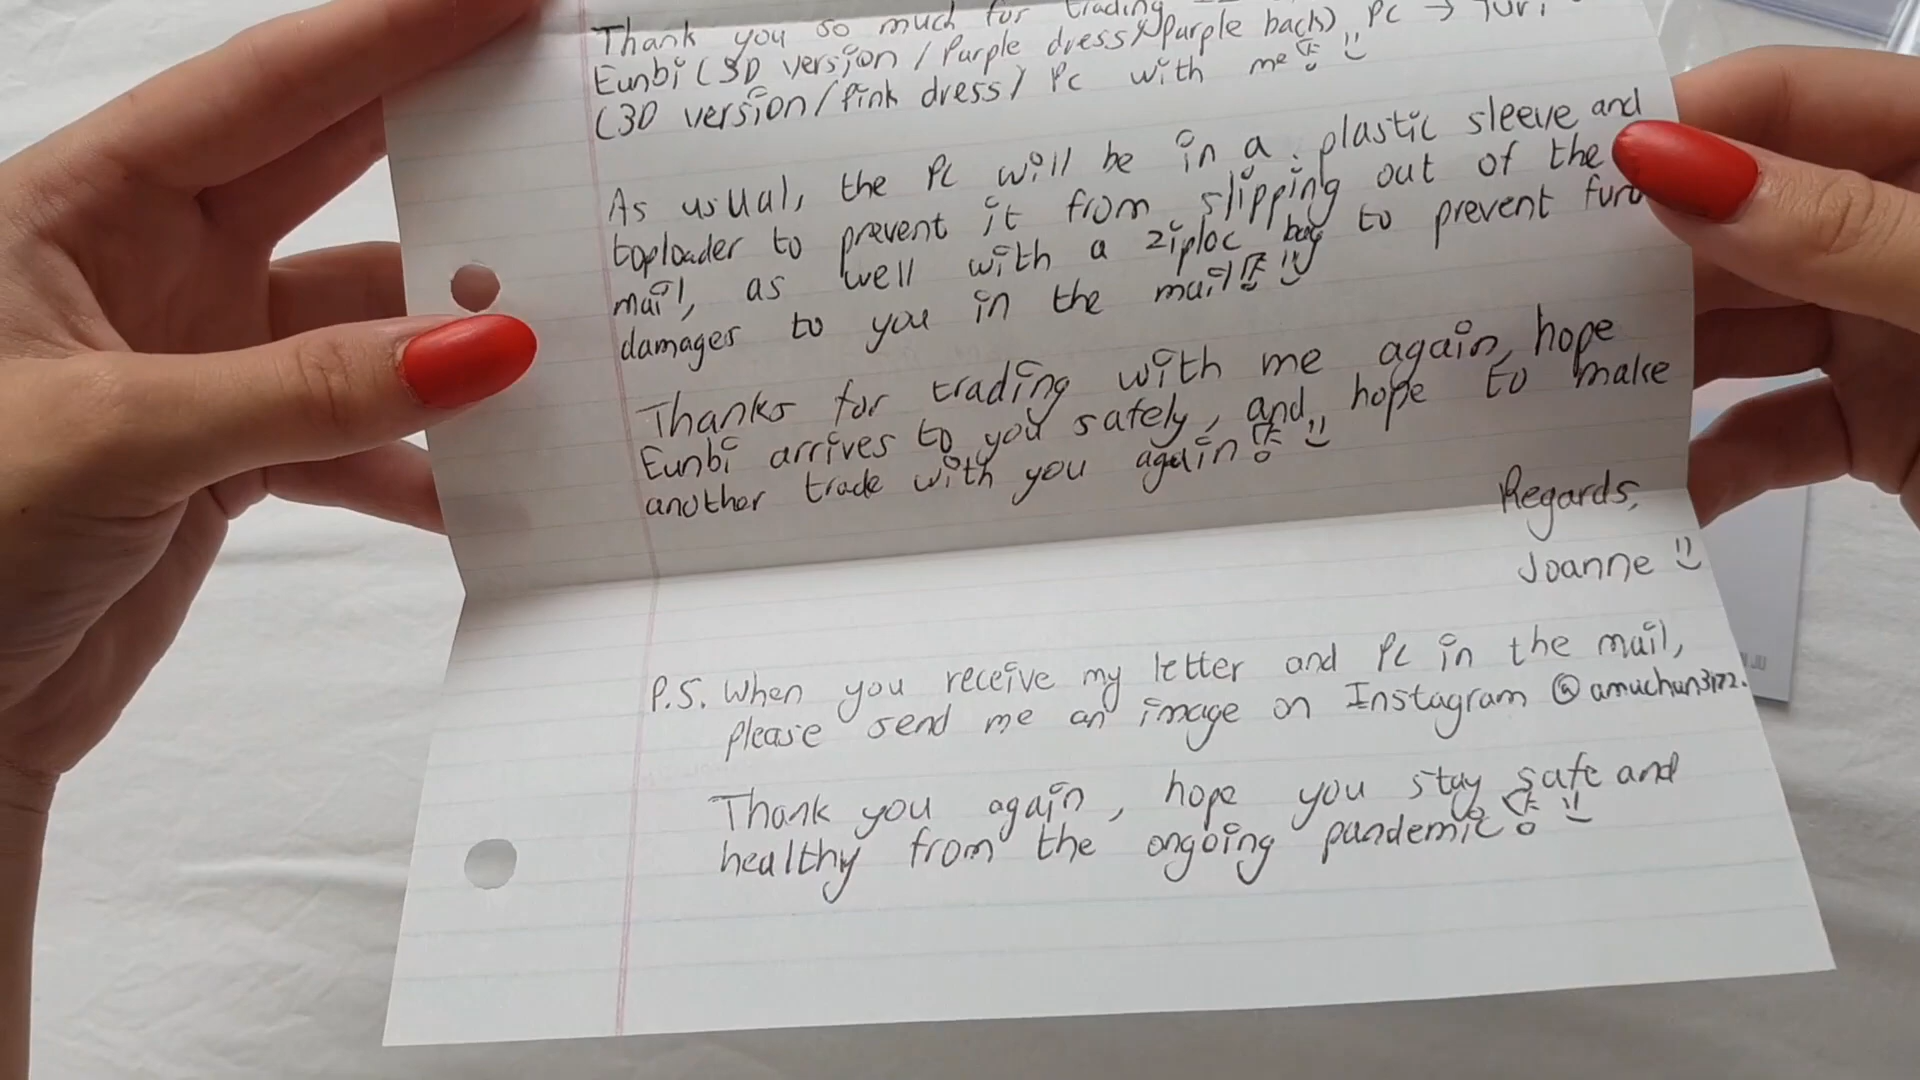 Thank you so much for trading
Eunbi (3D version / Purple dress / purple back) PC → Yuri
(3D version / Pink dress) PC with me! :)
As usual, the PC will be in a plastic sleeve and
toploader to prevent it from slipping out of the
mail, as well with a ziploc bag to prevent
damages to you in the mail! :)
Thanks for trading with me again, hope
Eunbi arrives to you safely, and hope to make
another trade with you again! :)
Regards,
Joanne :)
P.S. When you receive my letter and PC in the mail,
please send me an image on Instagram
Thank you again, hope you stay safe and
healthy from the ongoing pandemic! :)